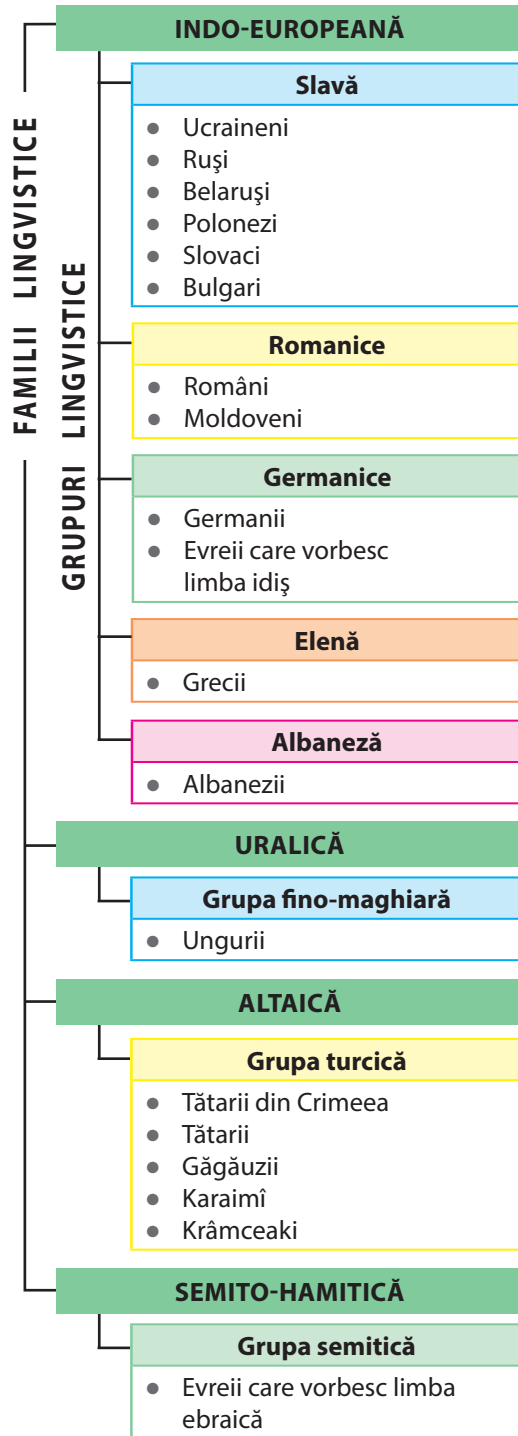 FAMILII LINGVISTICE
GRUPURI LINGVISTICE
INDO-EUROPEANĂ
Slavă
● Ucraineni
● Ruşi
● Belaruşi
● Polonezi
● Slovaci
● Bulgari
Romanice
● Români
● Moldoveni
Germanice
● Germanii
● Evreii care vorbesc
limba idiş
Elenă
● Grecii
Albaneză
● Albanezii
URALICĂ
Grupa fino-maghiară
● Ungurii
ALTAICĂ
Grupa turcică
● Tătarii din Crimeea
● Tătarii
● Găgăuzii
● Karaimî
● Krâmceaki
SEMITO-HAMITICĂ
Grupa semitică
● Evreii care vorbesc limba
ebraică